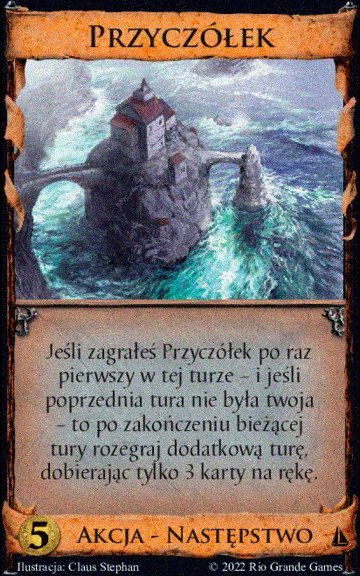 Przyczółek
Jeśli zagrałeś Przyczółek po raz
pierwszy w tej turze – i jeśli
poprzednia tura nie była twoja
– to po zakończeniu bieżącej
tury rozegraj dodatkową turę,
dobierając tylko 3 karty na rękę.
5 Akcja - Następstwo
Ilustracja: Claus Stephan © 2022 Rio Grande Games